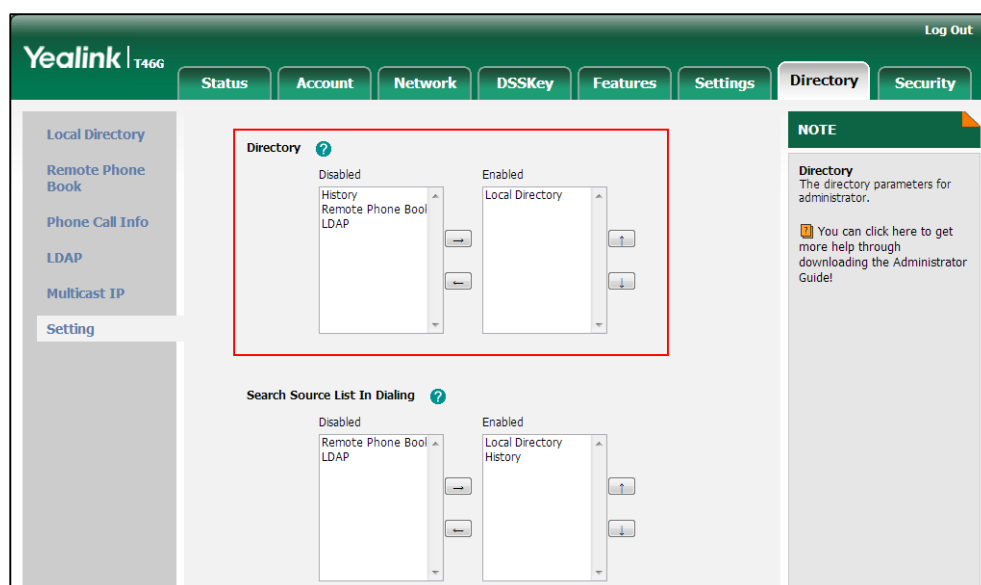 Log Out
Yealink | T46G
Status Account Network DSSKey Features Settings Directory Security
Local Directory
Remote Phone
Book
Phone Call Info
LDAP
Multicast IP
Setting
Directory ?
Disabled Enabled
History
Remote Phone Bool
LDAP
Local Directory
→
←
↑
↓
Search Source List In Dialing ?
Disabled Enabled
Remote Phone Bool
LDAP
Local Directory
History
→
←
↑
↓
NOTE
Directory
The directory parameters for
administrator.
? You can click here to get
more help through
downloading the Administrator
Guide!